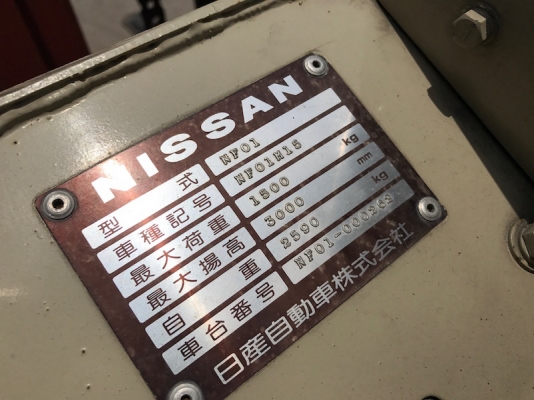 NISSAN
型式 NF01
車種記号 NF01H15
最大荷重 1500 kg
最大揚高 3000 mm
自重 2590 kg
車台番号 NF01-000269
日産自動車株式会社